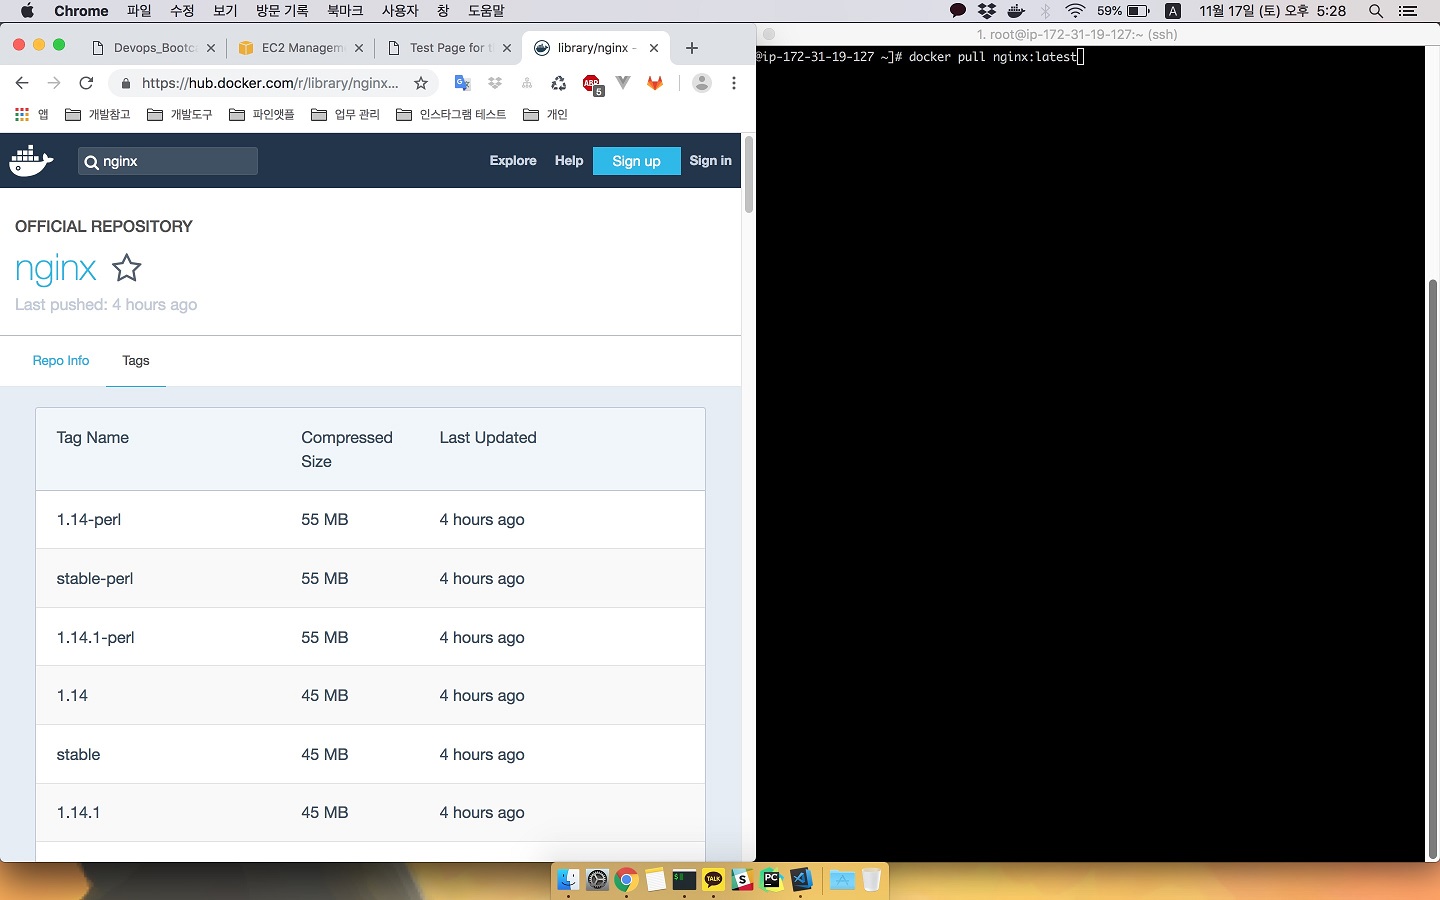 Chrome 파일 수정 보기 방문 기록 북마크 사용자 창 도움말 59% A 11월 17일 (토) 오후 5:28
Devops_Bootc EC2 Managem Test Page for t library/nginx -
1. root@ip-172-31-19-127:~ (ssh)
@ip-172-31-19-127 ~]# docker pull nginx:latest
https://hub.docker.com/r/library/nginx... ABP 5
앱 개발참고 개발도구 파인앳플 업무 관리 인스타그램 테스트 개인
nginx Explore Help Sign up Sign in
OFFICIAL REPOSITORY
nginx
Last pushed: 4 hours ago
Repo Info Tags
Tag Name Compressed Size Last Updated
1.14-perl 55 MB 4 hours ago
stable-perl 55 MB 4 hours ago
1.14.1-perl 55 MB 4 hours ago
1.14 45 MB 4 hours ago
stable 45 MB 4 hours ago
1.14.1 45 MB 4 hours ago
TALK S PC